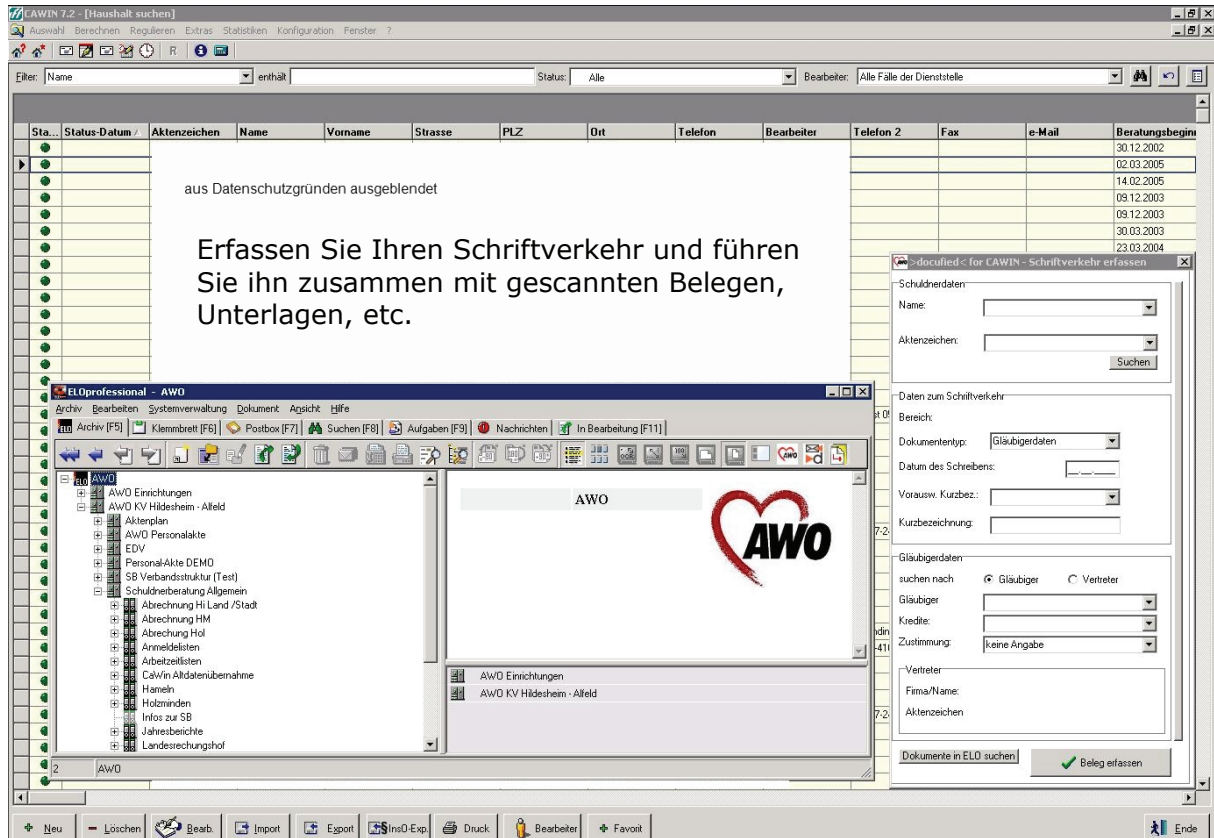 CAWIN 7.2 - [Haushalt suchen]
Auswahl Berechnen Regulieren Extras Statistiken Konfiguration Fenster ?
R
Filter: Name enthält Status: Alle Bearbeiter: Alle Fälle der Dienststelle
Sta... Status-Datum Aktenzeichen Name Vorname Strasse PLZ Ort Telefon Bearbeiter Telefon 2 Fax e-Mail Beratungsbeginn
30.12.2002
02.03.2005
14.02.2005
09.12.2003
09.12.2003
30.03.2003
23.03.2004
aus Datenschutzgründen ausgeblendet
Erfassen Sie Ihren Schriftverkehr und führen
Sie ihn zusammen mit gescannten Belegen,
Unterlagen, etc.
>docufied< for CAWIN - Schriftverkehr erfassen
Schuldnerdaten
Name:
Aktenzeichen:
Suchen
Daten zum Schriftverkehr
Bereich:
Dokumententyp: Gläubigerdaten
Datum des Schreibens: __.__.__
Vorausw. Kurzbez.:
Kurzbezeichnung:
Gläubigerdaten
suchen nach Gläubiger Vertreter
Gläubiger
Kredite:
Zustimmung: keine Angabe
Vertreter
Firma/Name:
Aktenzeichen
Dokumente in ELO suchen Beleg erfassen
ELOprofessional - AWO
Archiv Bearbeiten Systemverwaltung Dokument Ansicht Hilfe
Archiv [F5] Klemmbrett [F6] Postbox [F7] Suchen [F8] Aufgaben [F9] Nachrichten In Bearbeitung [F11]
ELO AWO
AWO Einrichtungen
AWO KV Hildesheim - Alfeld
Aktenplan
AWO Personalakte
EDV
Personal-Akte DEMO
SB Verbandsstruktur (Test)
Schuldnerberatung Allgemein
Abrechnung Hi Land /Stadt
Abrechnung HM
Abrechung Hol
Anmeldelisten
Arbeitzeitlisten
CaWin Altdatenübernahme
Hameln
Holzminden
Infos zur SB
Jahresberichte
Landesrechungshof
AWO
AWO
AWO Einrichtungen
AWO KV Hildesheim - Alfeld
2 AWO
Neu Löschen Bearb. Import Export InsO-Exp. Druck Bearbeiter Favorit Ende